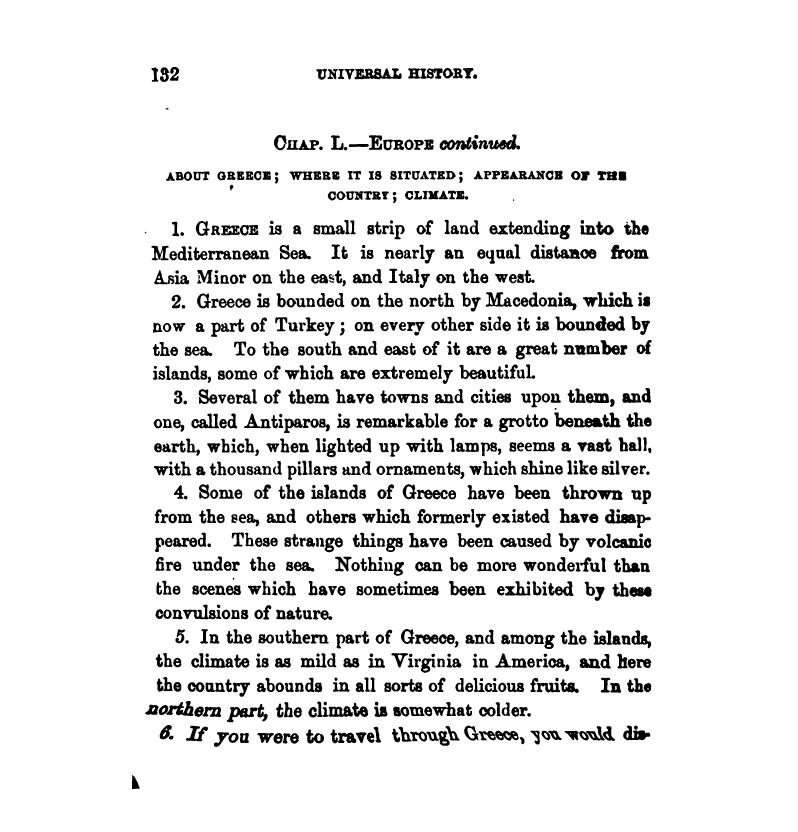 132 UNIVERSAL HISTORY.
CHAP. L.—EUROPE continued.
ABOUT GREECE; WHERE IT IS SITUATED; APPEARANCE OF THE
COUNTRY; CLIMATE.
1. GREECE is a small strip of land extending into the
Mediterranean Sea. It is nearly an equal distance from
Asia Minor on the east, and Italy on the west.
2. Greece is bounded on the north by Macedonia, which is
now a part of Turkey; on every other side it is bounded by
the sea. To the south and east of it are a great number of
islands, some of which are extremely beautiful.
3. Several of them have towns and cities upon them, and
one, called Antiparos, is remarkable for a grotto beneath the
earth, which, when lighted up with lamps, seems a vast hall,
with a thousand pillars and ornaments, which shine like silver.
4. Some of the islands of Greece have been thrown up
from the sea, and others which formerly existed have disap-
peared. These strange things have been caused by volcanic
fire under the sea. Nothing can be more wonderful than
the scenes which have sometimes been exhibited by these
convulsions of nature.
5. In the southern part of Greece, and among the islands,
the climate is as mild as in Virginia in America, and here
the country abounds in all sorts of delicious fruits. In the
northern part, the climate is somewhat colder.
6. If you were to travel through Greece, you would dis-